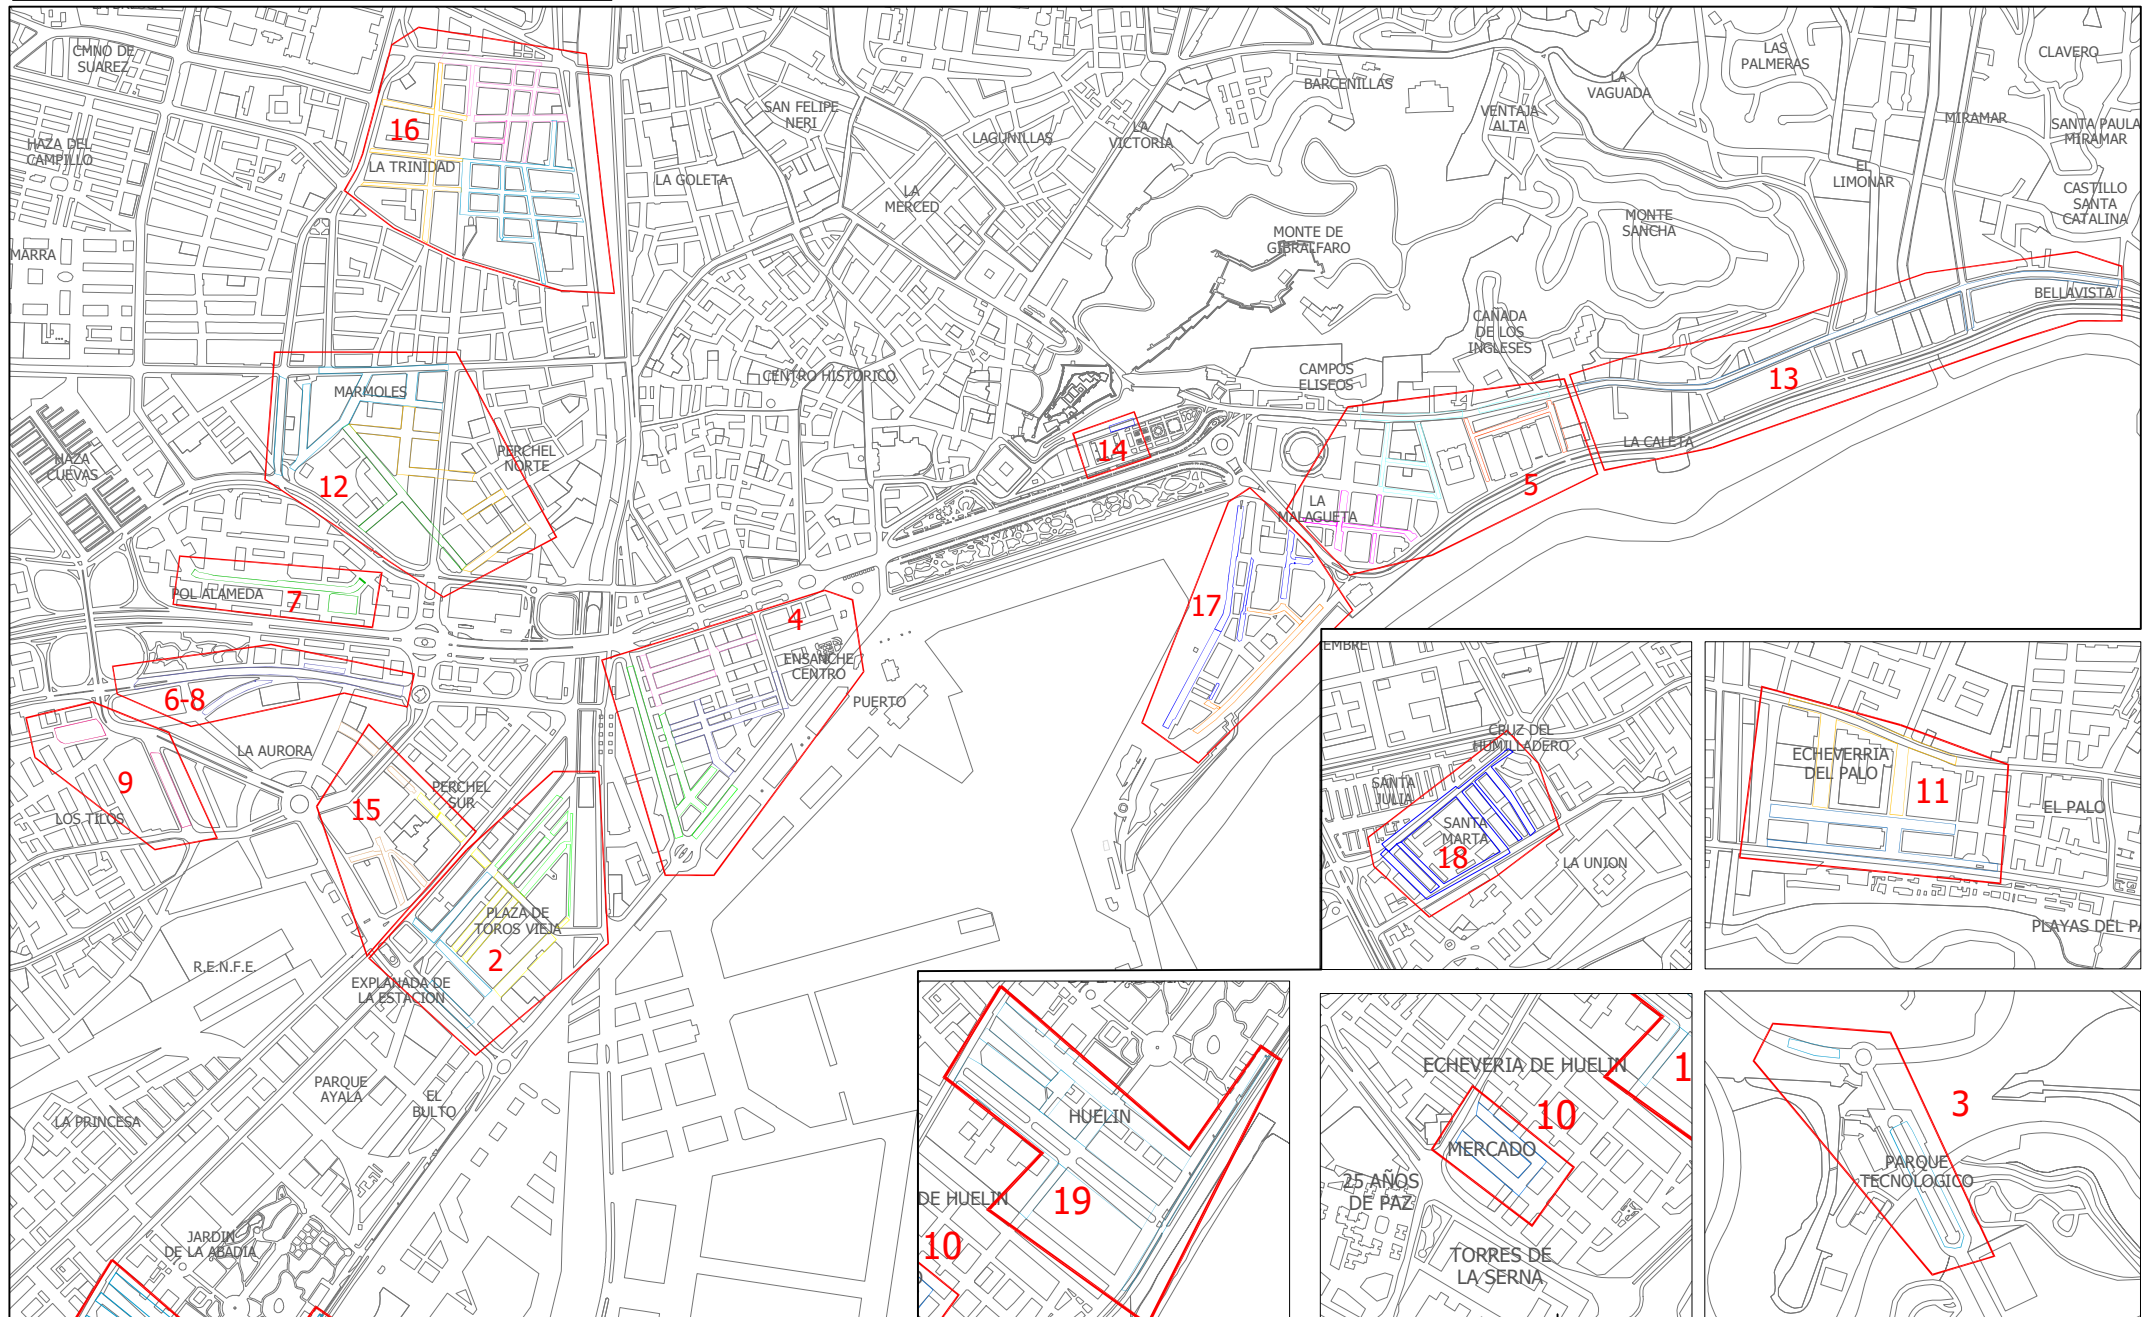 CMNO DE
SUAREZ
LAS
PALMERAS
CLAVERO
LA
VAGUADA
BARCENILLAS
SAN FELIPE
NERI
VENTAJA
ALTA
MIRAMAR
SANTA PAULA
MIRAMAR
16
LAGUNILLAS
LA
VICTORIA
HAZA DEL
CAMPILLO
LA TRINIDAD
LA GOLETA
EL
LIMONAR
LA
MERCED
CASTILLO
SANTA
CATALINA
MONTE
SANCHA
MONTE DE
GIBRALFARO
MARRA
BELLAVISTA
CAÑADA
DE LOS
INGLESES
CENTRO HISTORICO
CAMPOS
ELISEOS
13
MARMOLES
LA CALETA
PERCHEL
NORTE
14
HAZA
CUEVAS
12
5
LA
MALAGUETA
POL ALAMEDA
7
17
4
ENSANCHE
CENTRO
PUERTO
6-8
LA AURORA
9
PERCHEL
SUR
15
LOS TILOS
PLAZA DE
TOROS VIEJA
2
R.E.N.F.E.
EXPLANADA DE
LA ESTACION
PARQUE
AYALA
EL
BULTO
LA PRINCESA
JARDIN
DE LA ABADIA
EMBRE
CRUZ DEL
HUMILLADERO
SANTA
JULIA
SANTA
MARTA
18
LA UNION
ECHEVERRIA
DEL PALO
11
EL PALO
PLAYAS DEL PA
HUELIN
19
DE HUELIN
10
ECHEVERIA DE HUELIN
1
10
MERCADO
25 AÑOS
DE PAZ
TORRES DE
LA SERNA
3
PARQUE
TECNOLOGICO